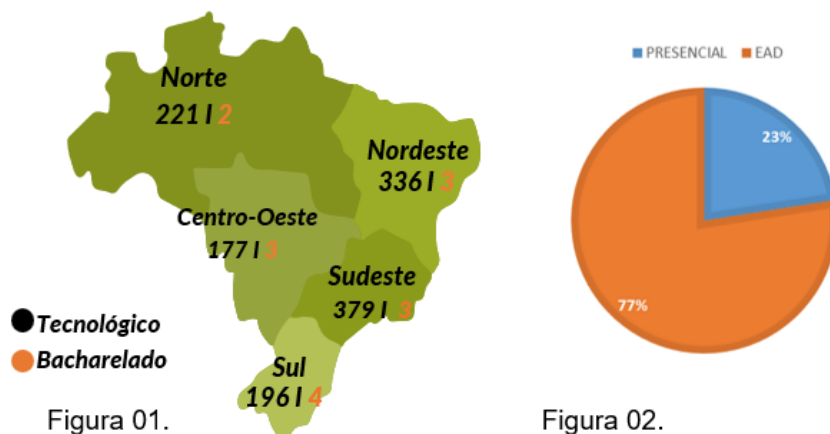 Norte
221 I 2
Nordeste
336 I 3
Centro-Oeste
177 I 3
Sudeste
379 I 3
Sul
196 I 4
Tecnológico
Bacharelado
Figura 01.
PRESENCIAL EAD
23%
77%
Figura 02.